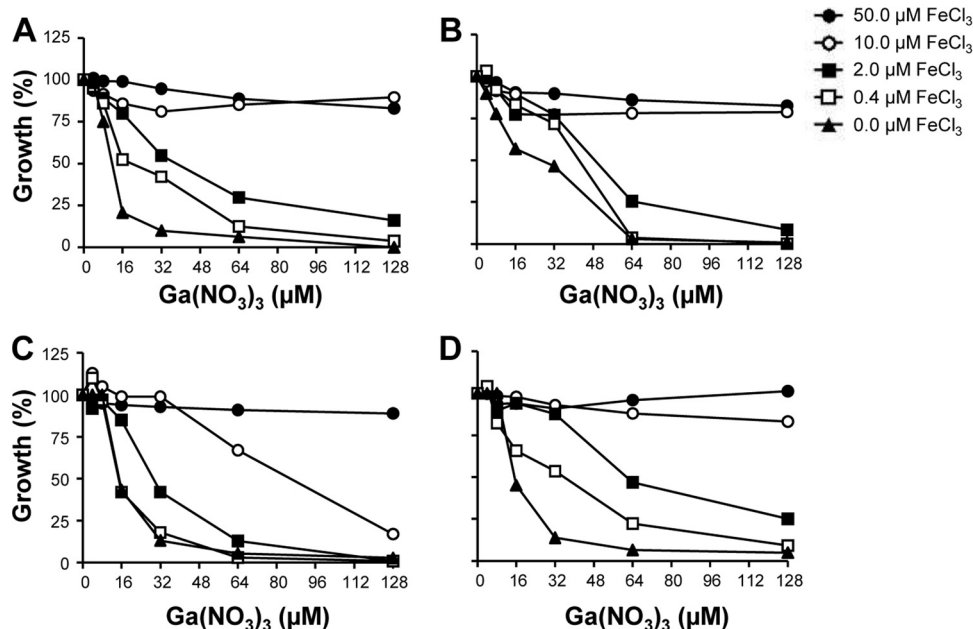 A
125
100
75
50
25
0
Growth (%)
0 16 32 48 64 80 96 112 128
Ga(NO₃)₃ (µM)
B
0 16 32 48 64 80 96 112 128
Ga(NO₃)₃ (µM)
50.0 µM FeCl₃
10.0 µM FeCl₃
2.0 µM FeCl₃
0.4 µM FeCl₃
0.0 µM FeCl₃
C
125
100
75
50
25
0
Growth (%)
0 16 32 48 64 80 96 112 128
Ga(NO₃)₃ (µM)
D
0 16 32 48 64 80 96 112 128
Ga(NO₃)₃ (µM)